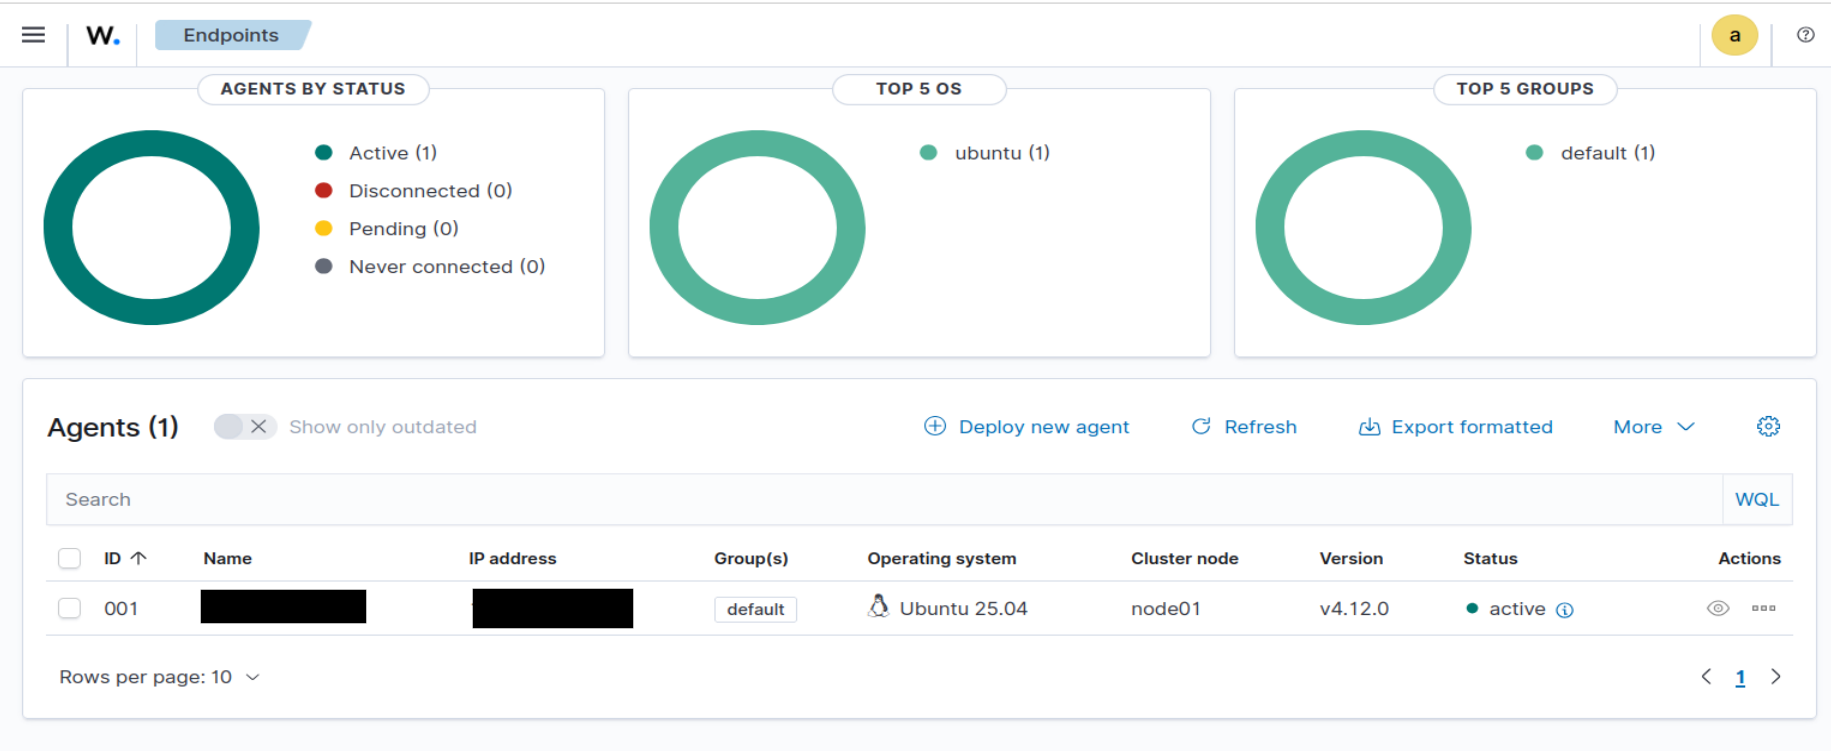 W. Endpoints a
AGENTS BY STATUS
Active (1)
Disconnected (0)
Pending (0)
Never connected (0)
TOP 5 OS
ubuntu (1)
TOP 5 GROUPS
default (1)
Agents (1) Show only outdated Deploy new agent Refresh Export formatted More
Search WQL
ID Name IP address Group(s) Operating system Cluster node Version Status Actions
001 default Ubuntu 25.04 node01 v4.12.0 active
Rows per page: 10 1